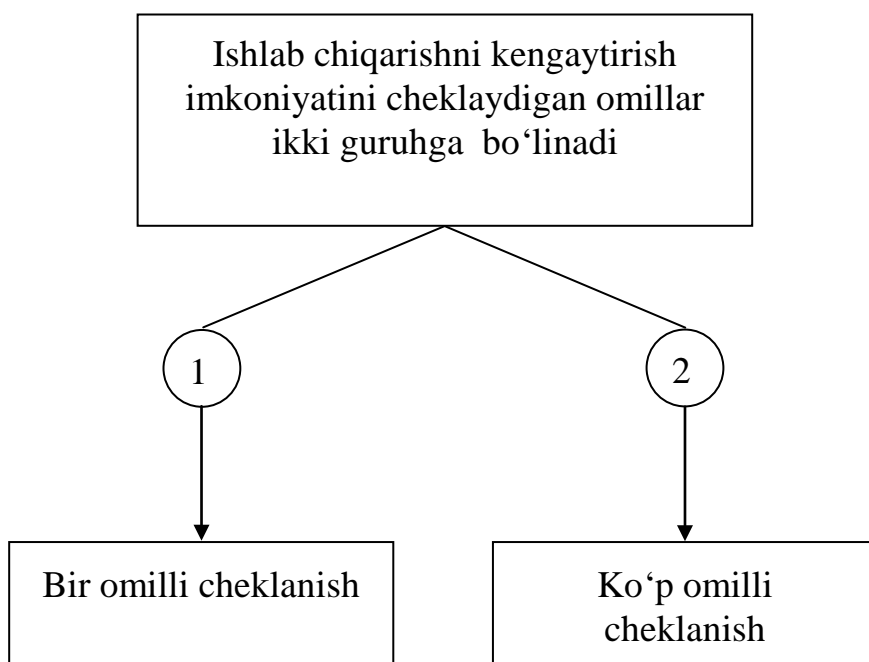 Ishlab chiqarishni kengaytirish
imkoniyatini cheklaydigan omillar
ikki guruhga bo‘linadi
1
2
Bir omilli cheklanish
Ko‘p omilli
cheklanish